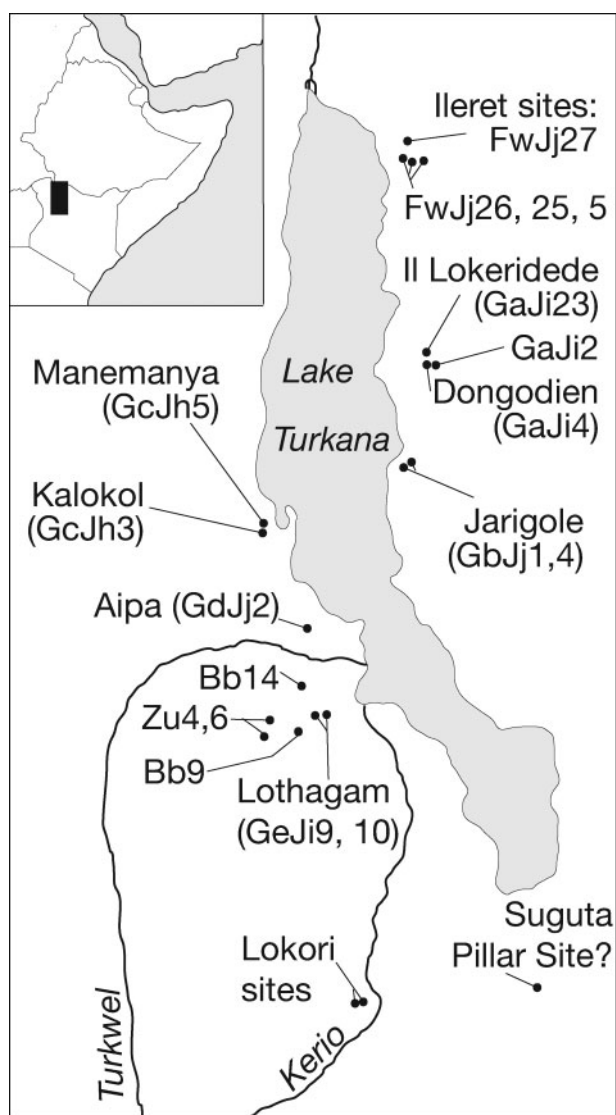 Ileret sites:
FwJj27
FwJj26, 25, 5
Il Lokeridede
(GaJi23)
GaJi2
Dongodien
(GaJi4)
Lake
Turkana
Manemanya
(GcJh5)
Kalokol
(GcJh3)
Jarigole
(GbJj1,4)
Aipa (GdJj2)
Bb14
Zu4,6
Bb9
Lothagam
(GeJi9, 10)
Suguta
Pillar Site?
Lokori
sites
Turkwel
Kerio